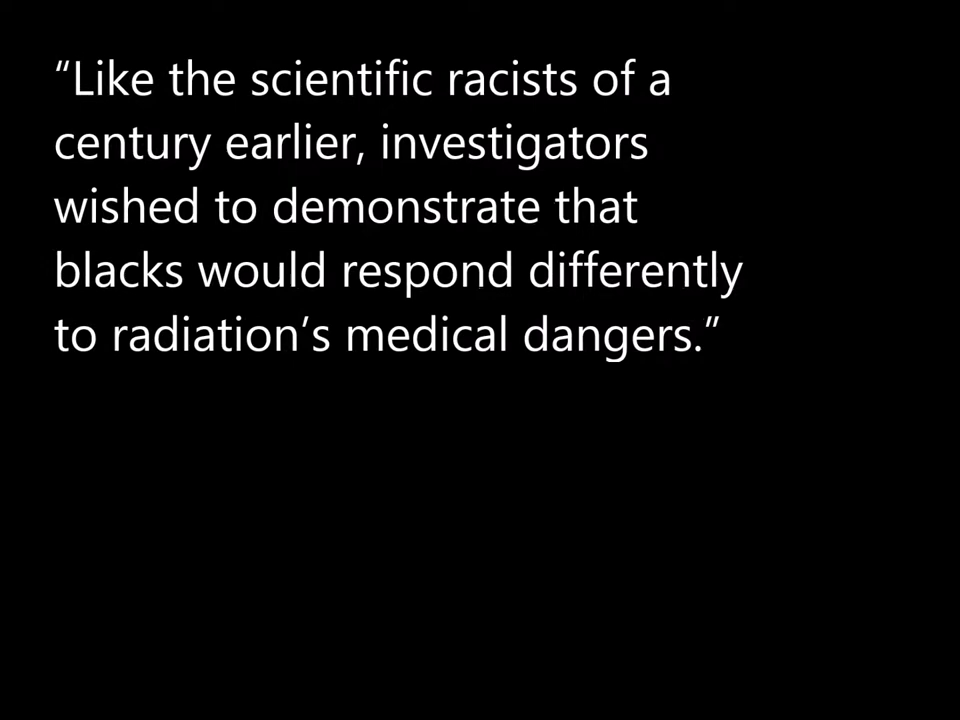 “Like the scientific racists of a
century earlier, investigators
wished to demonstrate that
blacks would respond differently
to radiation’s medical dangers.”